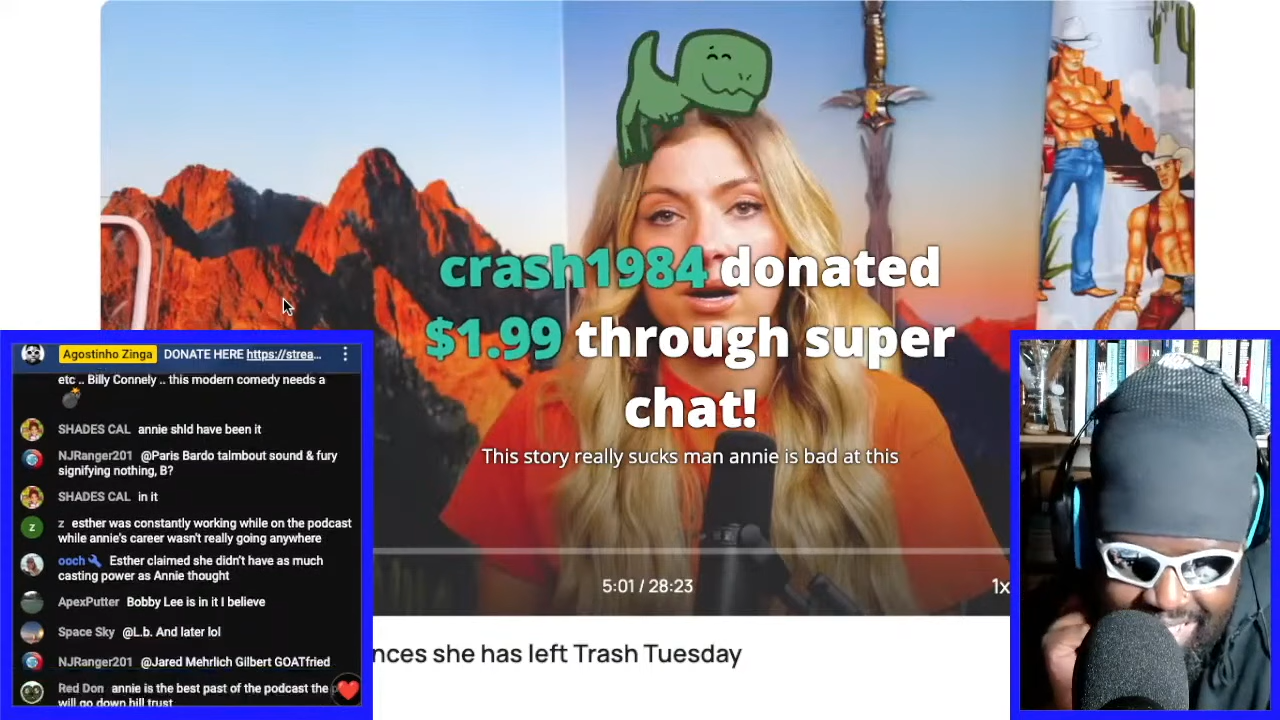 crash1984 donated
$1.99 through super
chat!
This story really sucks man annie is bad at this
Agostinho Zinga DONATE HERE https://strea...
etc .. Billy Connely .. this modern comedy needs a
SHADES CAL annie shld have been it
NJRanger201 @Paris Bardo talmbout sound & fury
signifying nothing, B?
SHADES CAL in it
z esther was constantly working while on the podcast
while annie's career wasn't really going anywhere
ooch Esther claimed she didn't have as much
casting power as Annie thought
ApexPutter Bobby Lee is in it I believe
Space Sky @L.b. And later lol
NJRanger201 @Jared Mehrlich Gilbert GOATfried
Red Don annie is the best past of the podcast the
will go down hill trust
5:01 / 28:23
1x
nces she has left Trash Tuesday